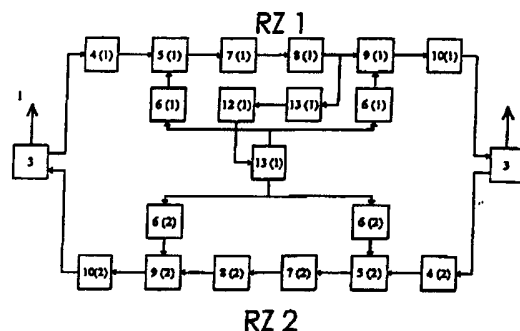 RZ 1
4 (1) 5 (1) 7 (1) 8 (1) 9 (1) 10(1)
6 (1) 12 (1) 13 (1) 6 (1)
1
3 13 (1) 3
6 (2) 6 (2)
10(2) 9 (2) 8 (2) 7 (2) 5 (2) 4 (2)
RZ 2